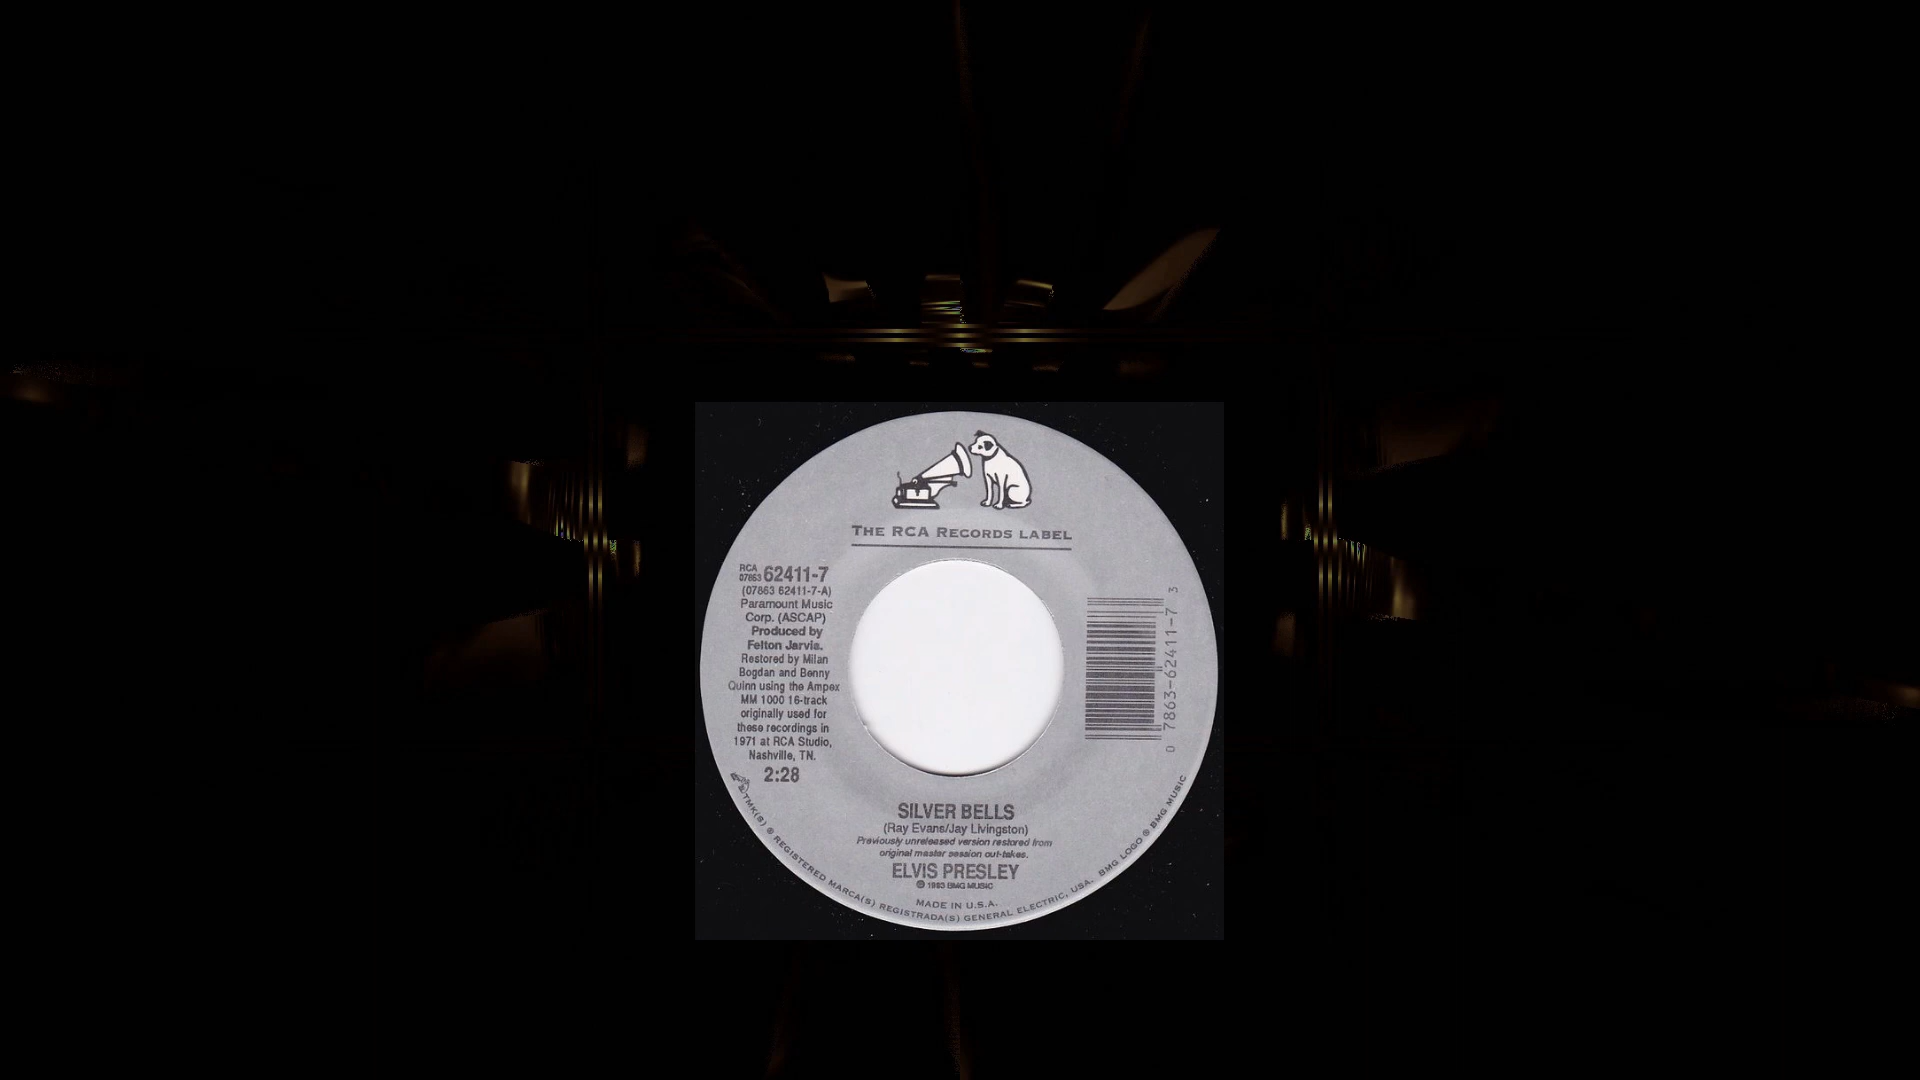 THE RCA RECORDS LABEL
RCA
07863 62411-7
(07863 62411-7-A)
Paramount Music
Corp. (ASCAP)
Produced by
Felton Jarvis.
Restored by Milan
Bogdan and Benny
Quinn using the Ampex
MM 1000 16-track
originally used for
these recordings in
1971 at RCA Studio,
Nashville, TN.
2:28
0 7863-62411-7 3
SILVER BELLS
(Ray Evans/Jay Livingston)
Previously unreleased version restored from
original master session out-takes.
ELVIS PRESLEY
℗ 1993 BMG MUSIC
MADE IN U.S.A.
TMK(S) ® REGISTERED MARCA(S) REGISTRADA(S) GENERAL ELECTRIC, USA. BMG LOGO ® BMG MUSIC